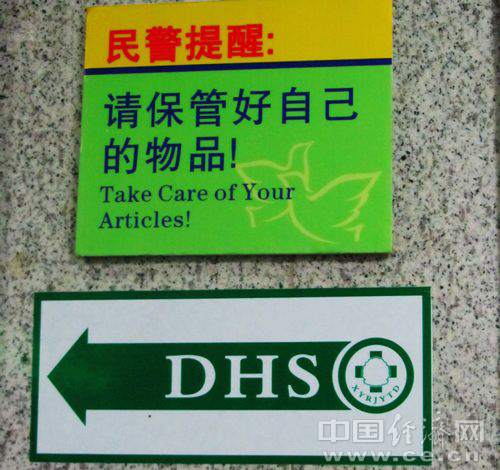 民警提醒:
请保管好自己
的物品!
Take Care of Your
Articles!
DHS
XYRJYTD
中国经济网
www.ce.cn